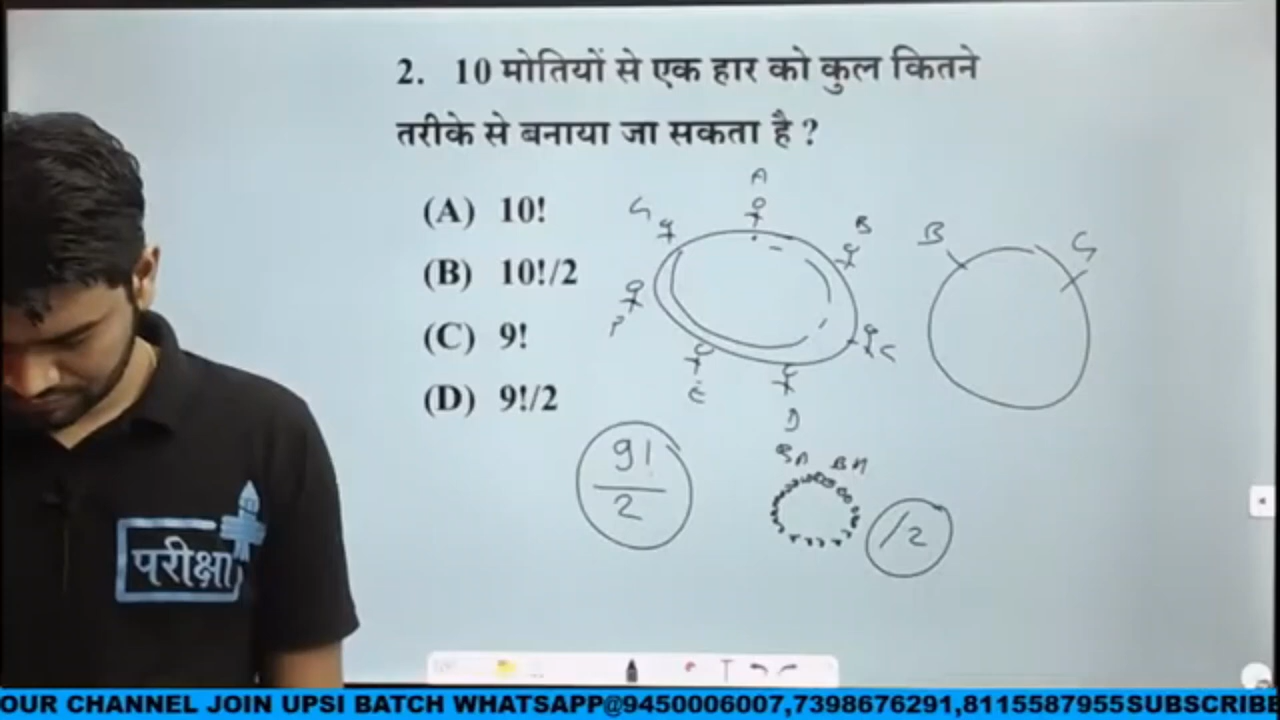 2. 10 मोतियों से एक हार को कुल कितने
तरीके से बनाया जा सकता है ?
(A) 10!
(B) 10!/2
(C) 9!
(D) 9!/2
A
B
C
D
E
G
B
G
9!
2
/2
परीक्षा
OUR CHANNEL JOIN UPSI BATCH WHATSAPP@9450006007,7398676291,8115587955SUBSCRIBE